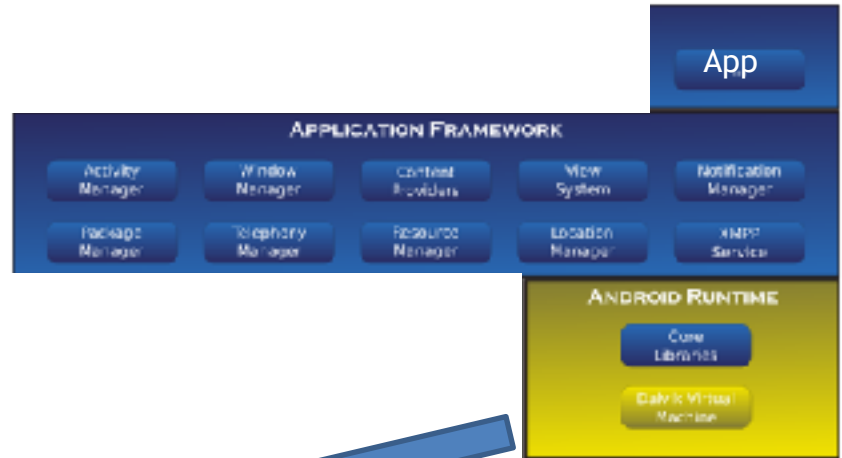 App
APPLICATION FRAMEWORK
Activity
Manager
Window
Manager
Content
Providers
View
System
Notification
Manager
Package
Manager
Telephony
Manager
Resource
Manager
Location
Manager
XMPP
Service
ANDROID RUNTIME
Core
Libraries
Dalvik Virtual
Machine